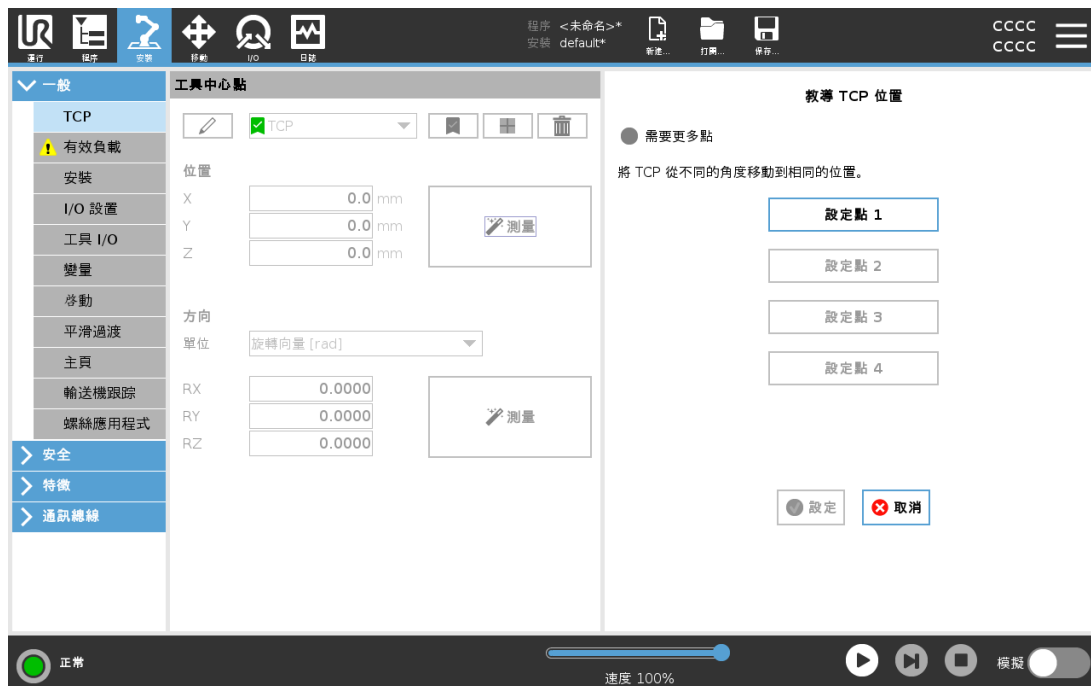 運行 程序 安裝 移動 I/O 日誌
程序 <未命名>*
安裝 default*
新建... 打開... 保存...
CCCC
CCCC
一般
TCP
有效負載
安裝
I/O 設置
工具 I/O
變量
啓動
平滑過渡
主頁
輸送機跟踪
螺絲應用程式
安全
特徵
通訊總線
工具中心點
TCP
位置
X 0.0 mm
Y 0.0 mm
Z 0.0 mm
測量
方向
單位 旋轉向量 [rad]
RX 0.0000
RY 0.0000
RZ 0.0000
測量
教導 TCP 位置
需要更多點
將 TCP 從不同的角度移動到相同的位置。
設定點 1
設定點 2
設定點 3
設定點 4
設定 取消
正常
速度 100%
模擬